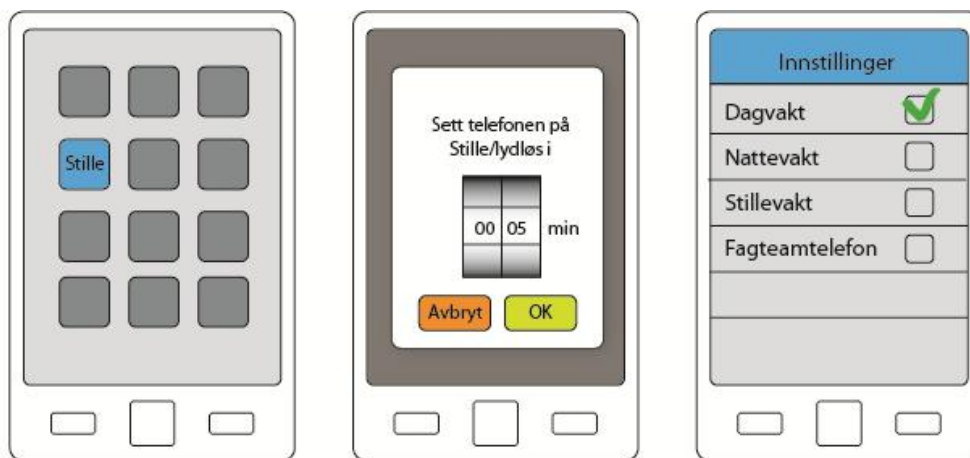 Stille
Sett telefonen på
Stille/lydløs i
00 05 min
Avbryt OK
Innstillinger
Dagvakt
Nattevakt
Stillevakt
Fagteamtelefon